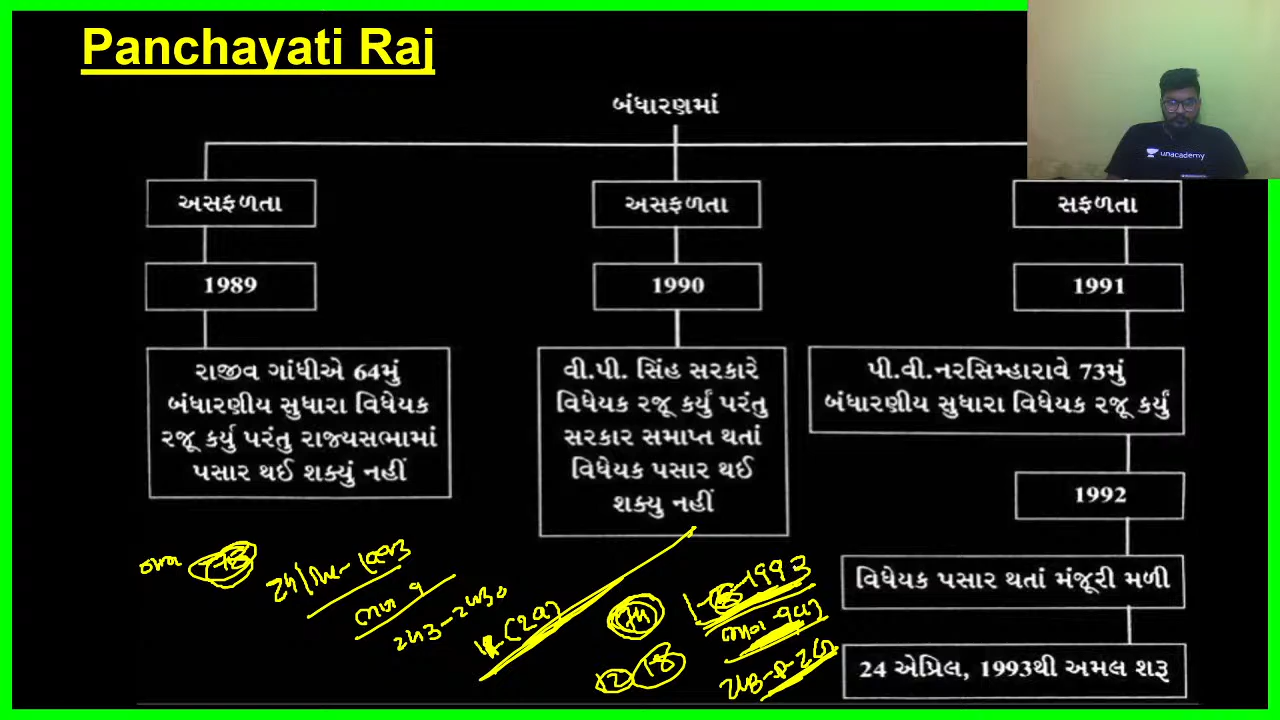 Panchayati Raj
unacademy
બંધારણમાં
અસફળતા
1989
રાજીવ ગાંધીએ 64મું
બંધારણીય સુધારા વિધેયક
રજૂ કર્યુ પરંતુ રાજ્યસભામાં
પસાર થઈ શક્યું નહીં
અસફળતા
1990
વી.પી. સિંહ સરકારે
વિધેયક રજૂ કર્યું પરંતુ
સરકાર સમાપ્ત થતાં
વિધેયક પસાર થઈ
શક્યુ નહીં
સફળતા
1991
પી.વી.નરસિમ્હારાવે 73મું
બંધારણીય સુધારા વિધેયક રજૂ કર્યું
1992
વિધેયક પસાર થતાં મંજૂરી મળી
24 એપ્રિલ, 1993થી અમલ શરૂ